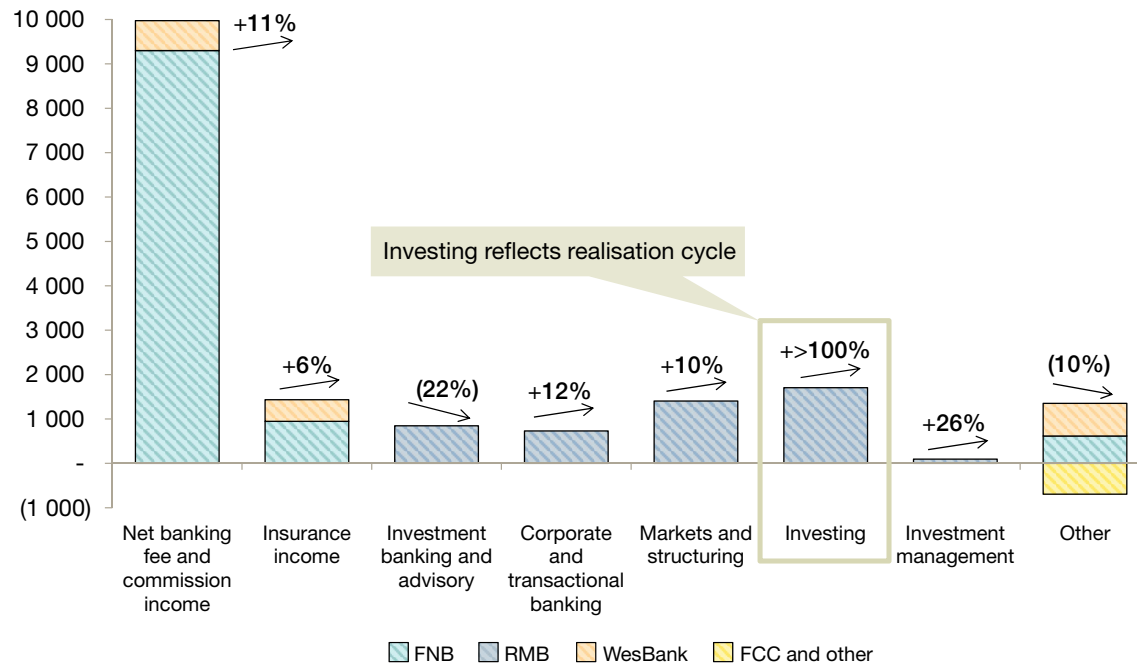 10 000
9 000
8 000
7 000
6 000
5 000
4 000
3 000
2 000
1 000
-
(1 000)
+11%
+6%
(22%)
+12%
+10%
+>100%
+26%
(10%)
Investing reflects realisation cycle
Net banking
fee and
commission
income
Insurance
income
Investment
banking and
advisory
Corporate
and
transactional
banking
Markets and
structuring
Investing
Investment
management
Other
FNB
RMB
WesBank
FCC and other